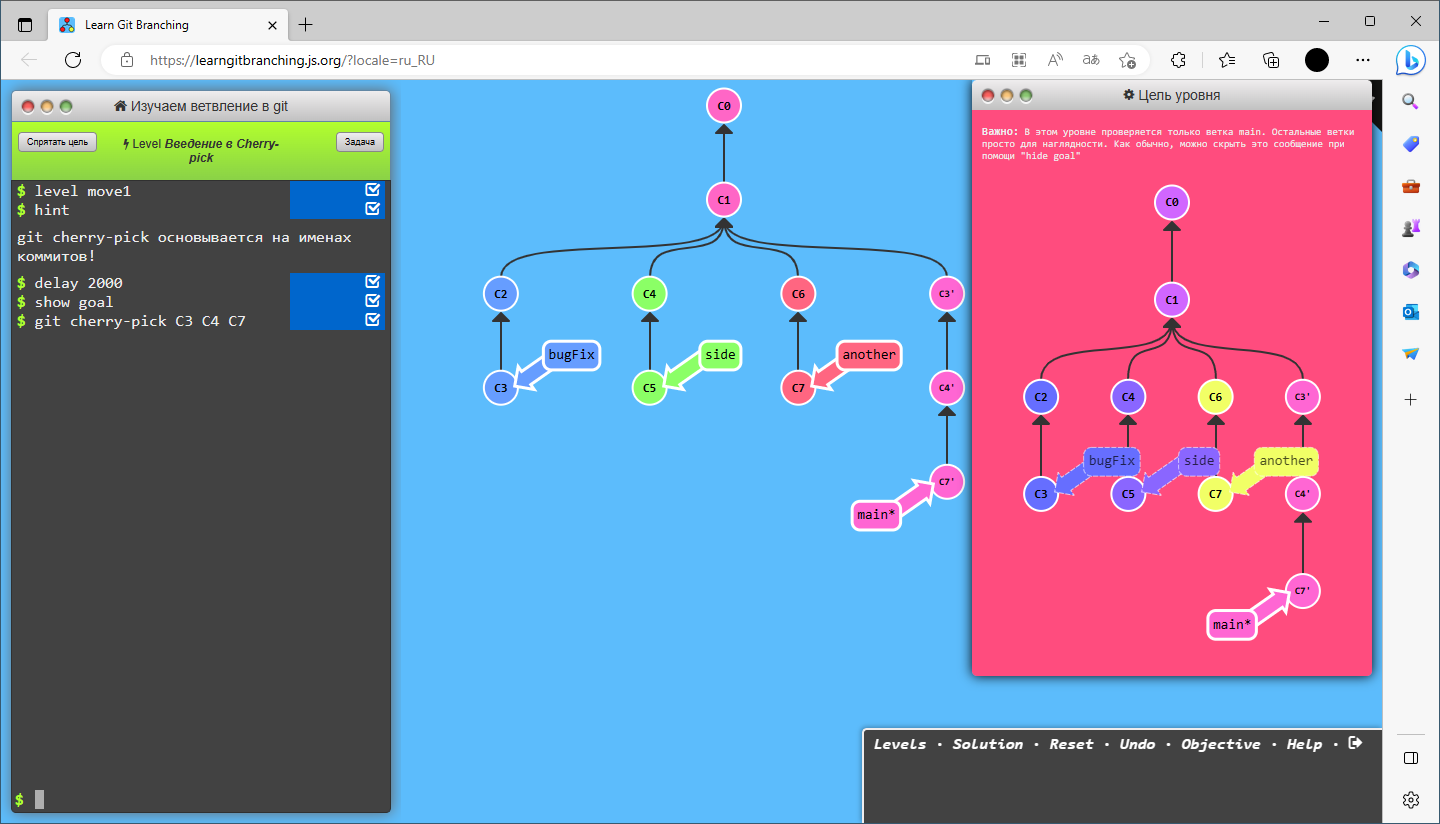 Learn Git Branching
https://learngitbranching.js.org/?locale=ru_RU
Изучаем ветвление в git
Спрятать цель
Level Введение в Cherry-
pick
Задача
$ level move1
$ hint
git cherry-pick основывается на именах
коммитов!
$ delay 2000
$ show goal
$ git cherry-pick C3 C4 C7
$
C0
C1
C2 C4 C6 C3'
bugFix side another
C3 C5 C7 C4'
C7'
main*
Цель уровня
Важно: В этом уровне проверяется только ветка main. Остальные ветки
просто для наглядности. Как обычно, можно скрыть это сообщение при
помощи "hide goal"
C0
C1
C2 C4 C6 C3'
bugFix side another
C3 C5 C7 C4'
C7'
main*
Levels · Solution · Reset · Undo · Objective · Help ·